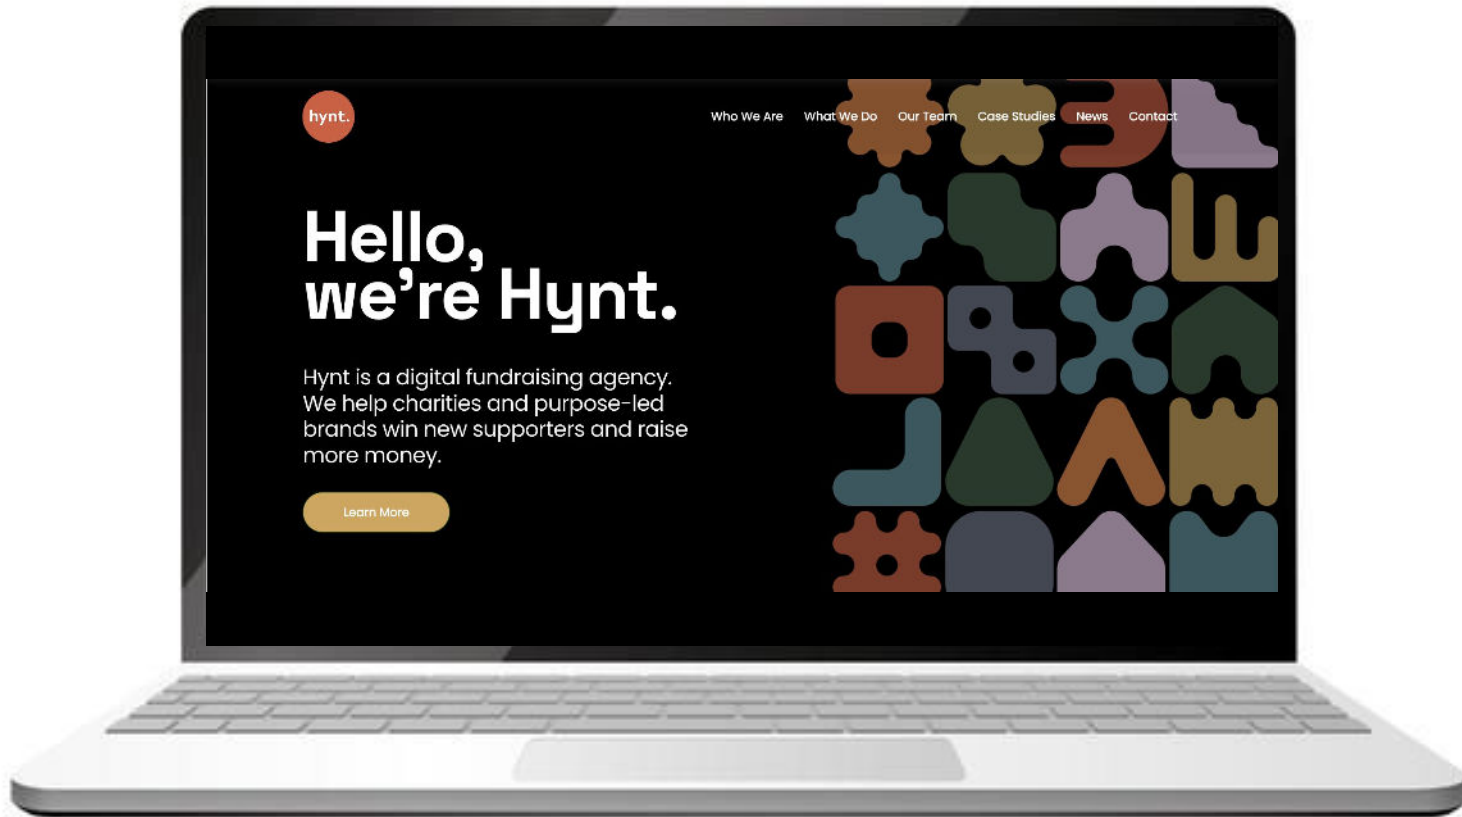 hynt.
Who We Are What We Do Our Team Case Studies News Contact
Hello,
we’re Hynt.
Hynt is a digital fundraising agency.
We help charities and purpose-led
brands win new supporters and raise
more money.
Learn More